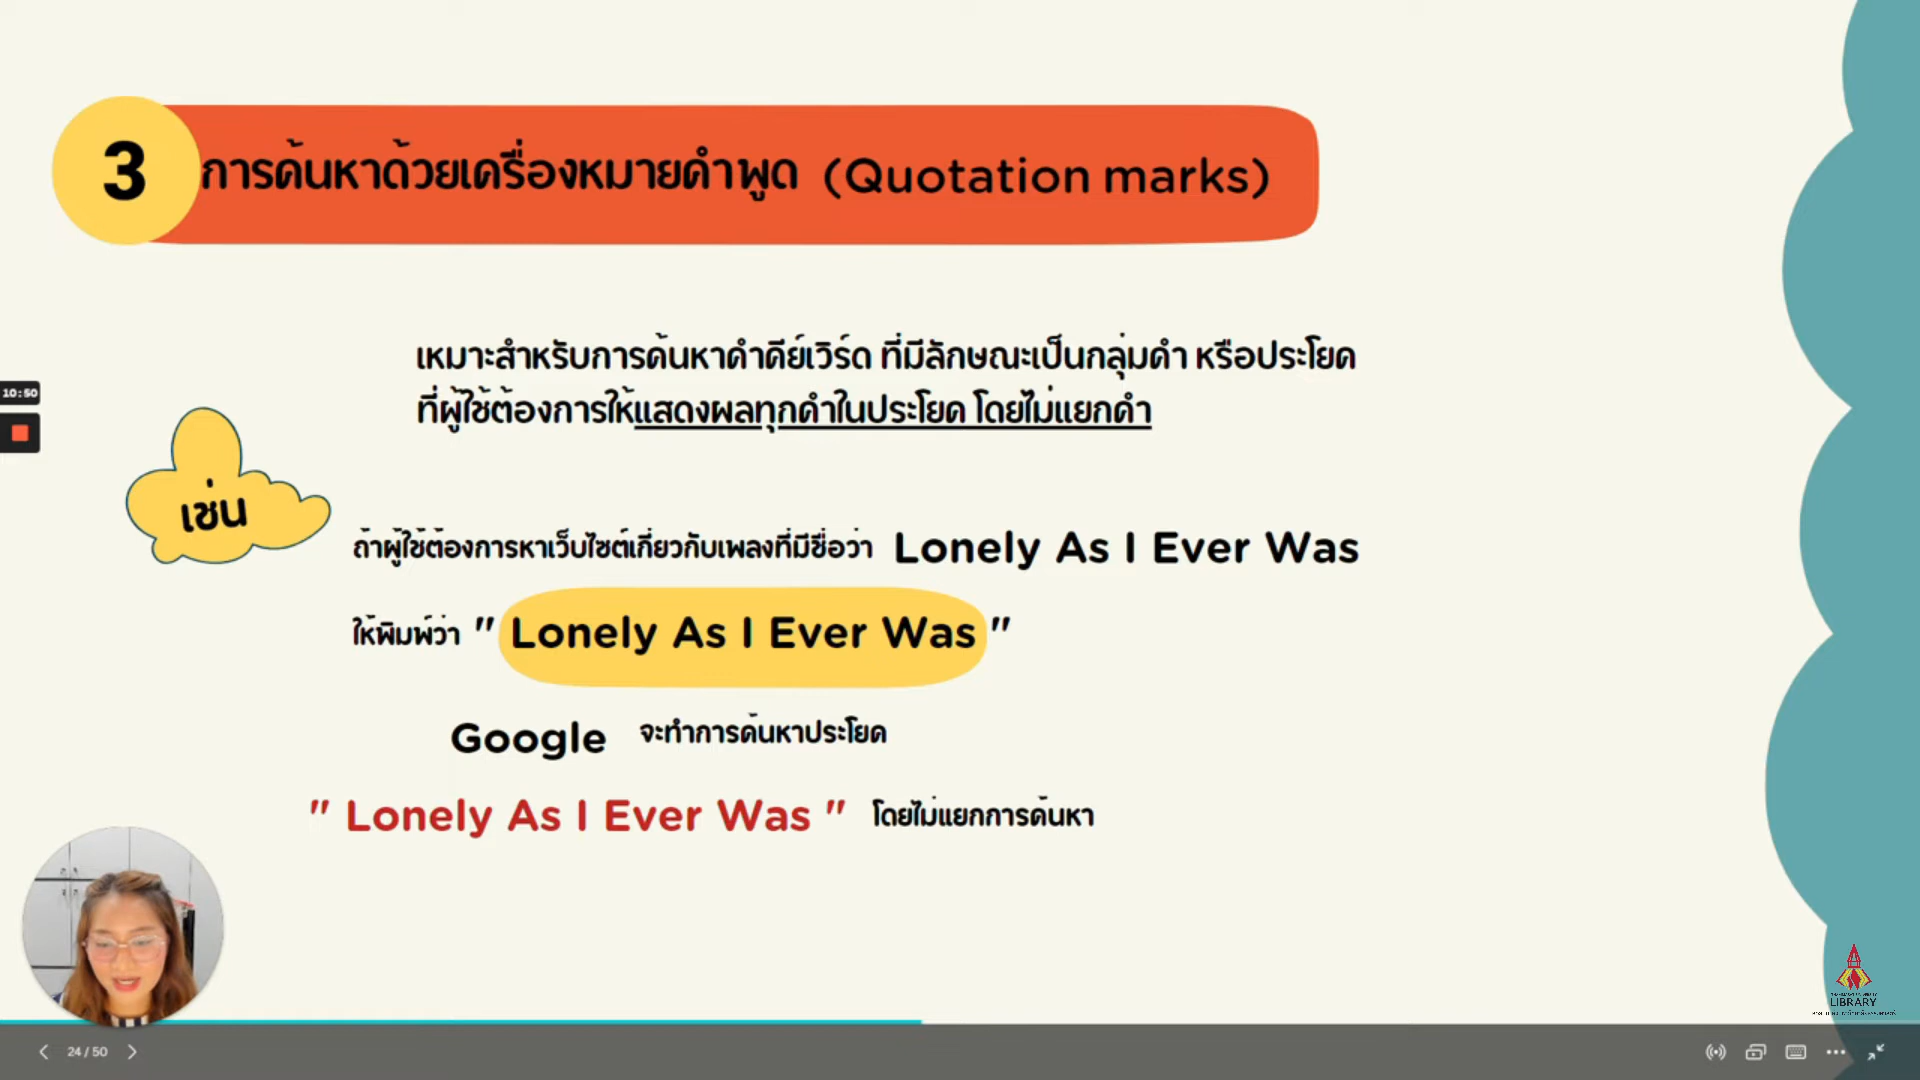 3
การค้นหาด้วยเครื่องหมายคำพูด (Quotation marks)
เหมาะสำหรับการค้นหาคำคีย์เวิร์ด ที่มีลักษณะเป็นกลุ่มคำ หรือประโยค
ที่ผู้ใช้ต้องการให้แสดงผลทุกคำในประโยค โดยไม่แยกคำ
10:50
เช่น
ถ้าผู้ใช้ต้องการหาเว็บไซต์เกี่ยวกับเพลงที่มีชื่อว่า Lonely As I Ever Was
ให้พิมพ์ว่า " Lonely As I Ever Was "
Google จะทำการค้นหาประโยค
" Lonely As I Ever Was " โดยไม่แยกการค้นหา
LIBRARY
24 / 50